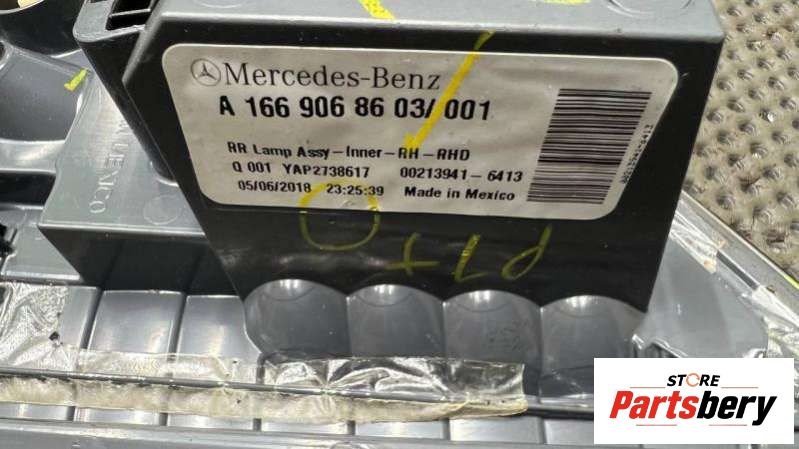 Mercedes-Benz
A 166 906 86 03/ 001
RR Lamp Assy-Inner-RH-RHD
Q 001 YAP2738617 00213941-6413
05/06/2018 23:25:39 Made in Mexico
MEXICO
STORE
Partsbery